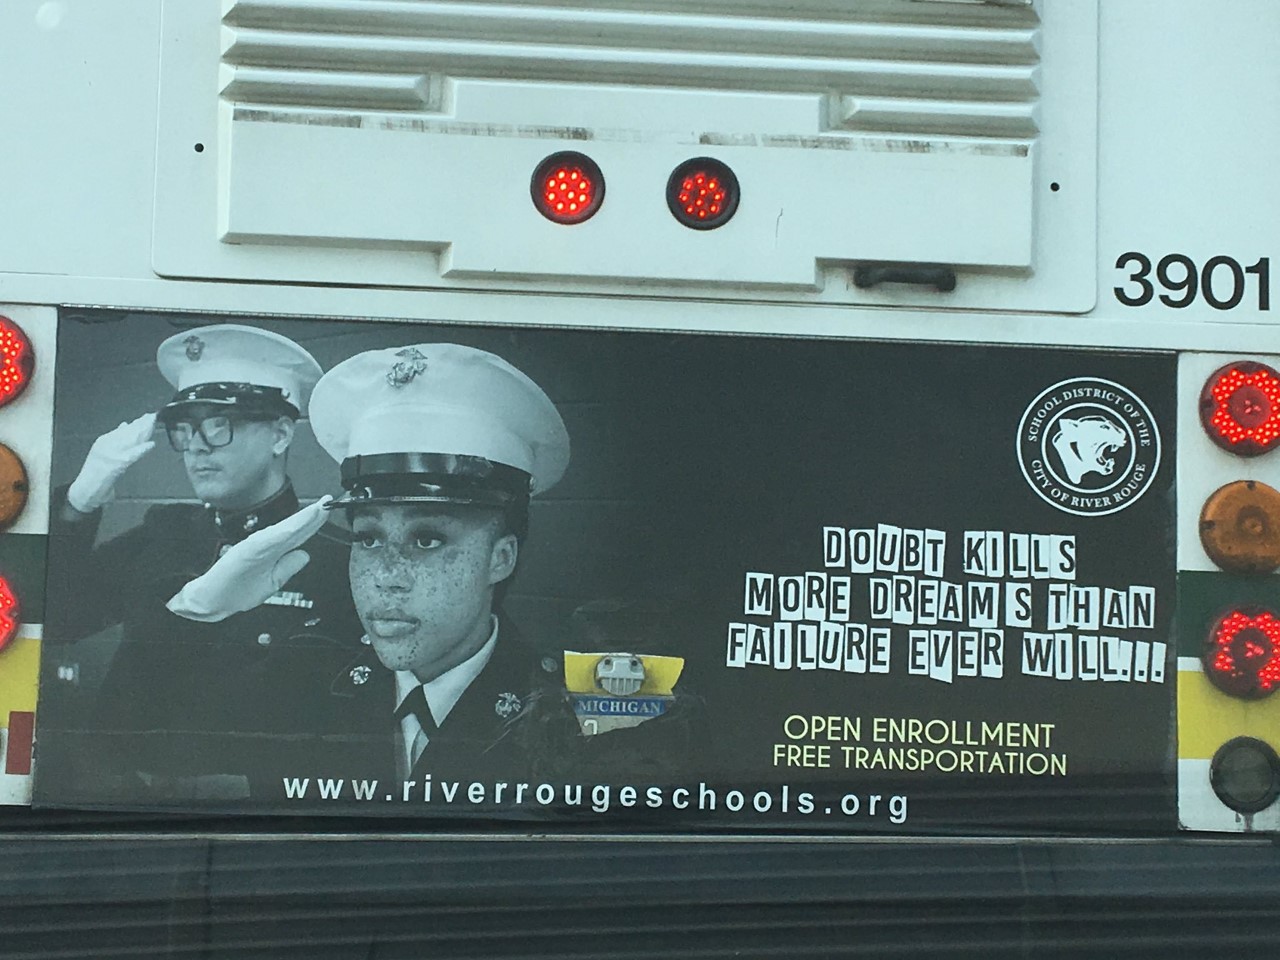 3901
SCHOOL DISTRICT OF THE
CITY OF RIVER ROUGE
DOUBT KILLS
MORE DREAMS THAN
FAILURE EVER WILL...
MICHIGAN
OPEN ENROLLMENT
FREE TRANSPORTATION
www.riverrougeschools.org